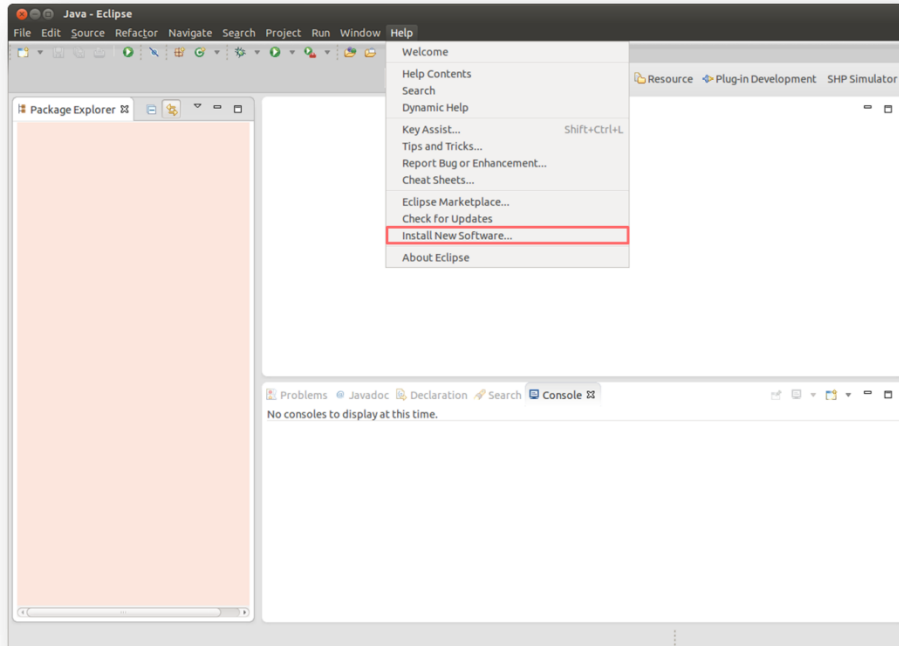 Java - Eclipse
File Edit Source Refactor Navigate Search Project Run Window Help
Welcome
Help Contents
Search
Dynamic Help
Key Assist... Shift+Ctrl+L
Tips and Tricks...
Report Bug or Enhancement...
Cheat Sheets...
Eclipse Marketplace...
Check for Updates
Install New Software...
About Eclipse
Resource Plug-in Development SHP Simulator
Package Explorer
Problems @ Javadoc Declaration Search Console
No consoles to display at this time.